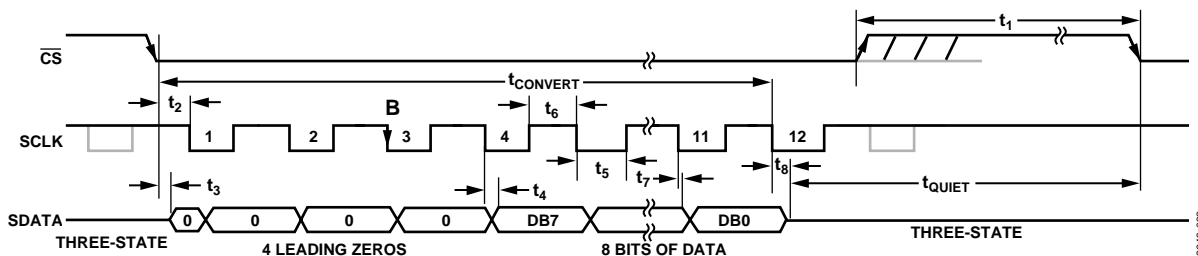 t1
CS
tCONVERT
t2
B
t6
SCLK
1
2
3
4
11
12
t3
t4
t5
t7
t8
tQUIET
SDATA
0
0
0
0
DB7
DB0
THREE-STATE
4 LEADING ZEROS
8 BITS OF DATA
THREE-STATE